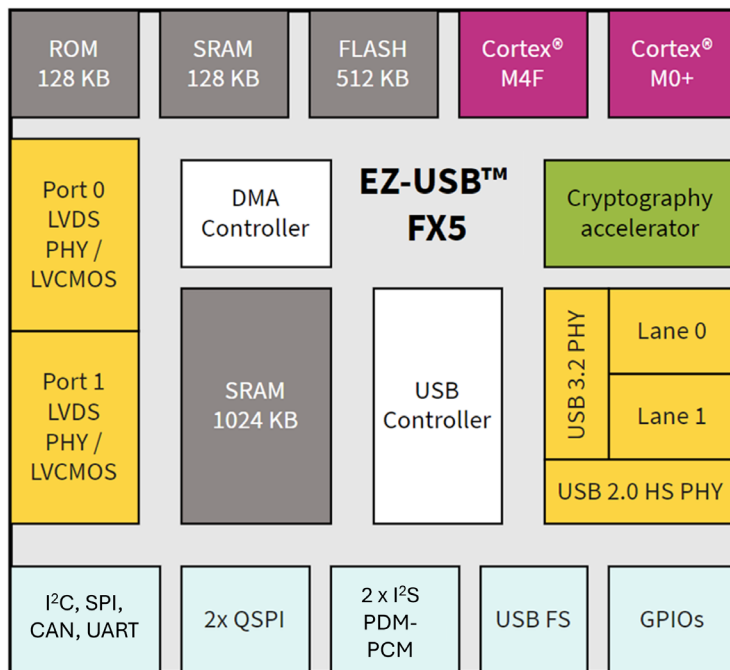 ROM
128 KB
SRAM
128 KB
FLASH
512 KB
Cortex®
M4F
Cortex®
M0+
Port 0
LVDS
PHY /
LVCMOS
DMA
Controller
EZ-USB™
FX5
Cryptography
accelerator
Port 1
LVDS
PHY /
LVCMOS
SRAM
1024 KB
USB
Controller
USB 3.2 PHY
Lane 0
Lane 1
USB 2.0 HS PHY
I²C, SPI,
CAN, UART
2x QSPI
2 x I²S
PDM-
PCM
USB FS
GPIOs